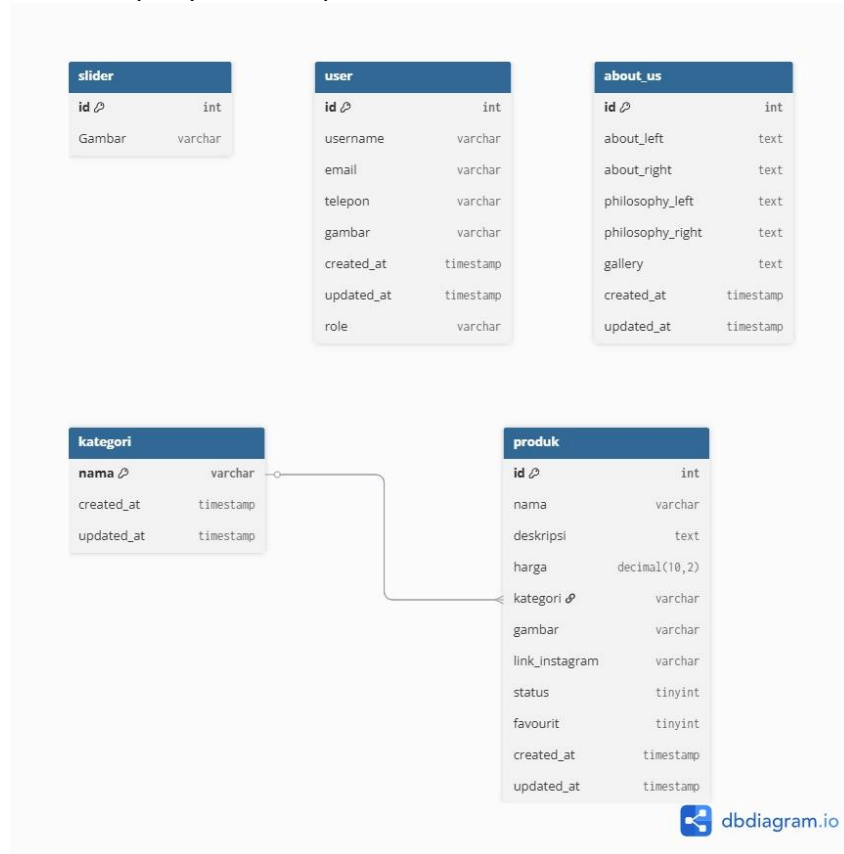 slider
id int
Gambar varchar
user
id int
username varchar
email varchar
telepon varchar
gambar varchar
created_at timestamp
updated_at timestamp
role varchar
about_us
id int
about_left text
about_right text
philosophy_left text
philosophy_right text
gallery text
created_at timestamp
updated_at timestamp
kategori
nama varchar
created_at timestamp
updated_at timestamp
produk
id int
nama varchar
deskripsi text
harga decimal(10,2)
kategori varchar
gambar varchar
link_instagram varchar
status tinyint
favourit tinyint
created_at timestamp
updated_at timestamp
dbdiagram.io